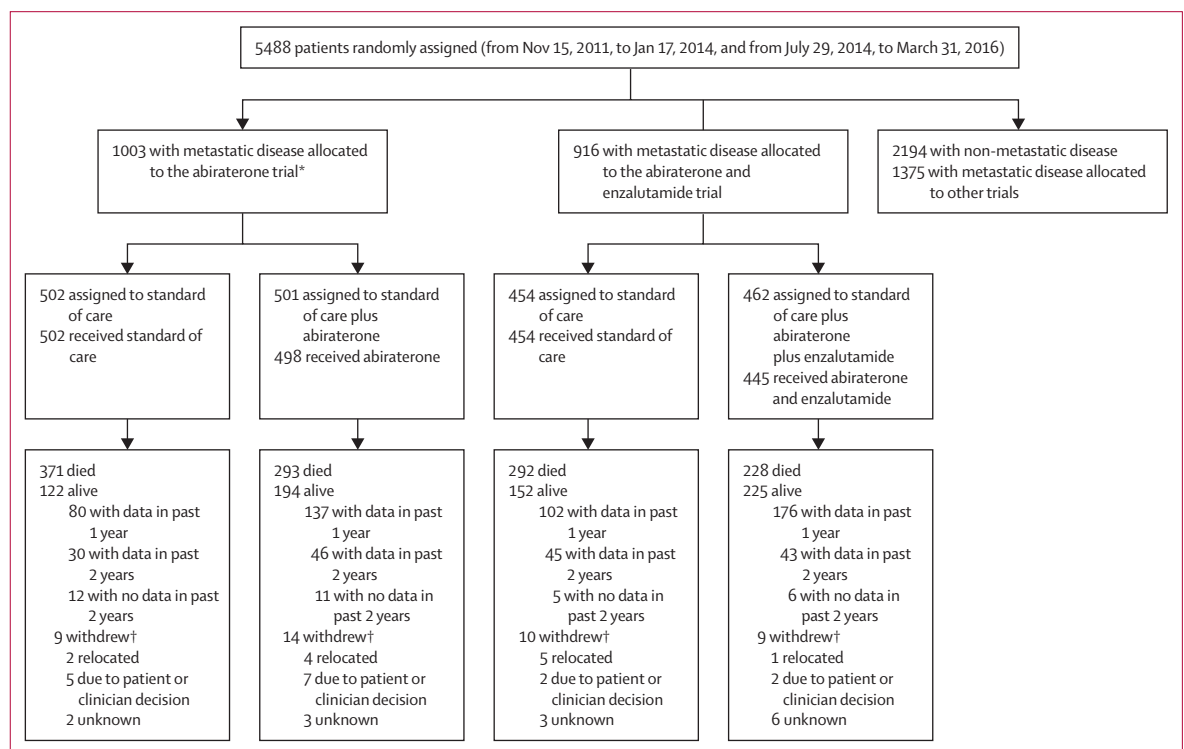 5488 patients randomly assigned (from Nov 15, 2011, to Jan 17, 2014, and from July 29, 2014, to March 31, 2016)
1003 with metastatic disease allocated
to the abiraterone trial*
916 with metastatic disease allocated
to the abiraterone and
enzalutamide trial
2194 with non-metastatic disease
1375 with metastatic disease allocated
to other trials
502 assigned to standard
of care
502 received standard of
care
501 assigned to standard
of care plus
abiraterone
498 received abiraterone
454 assigned to standard
of care
454 received standard of
care
462 assigned to standard
of care plus
abiraterone
plus enzalutamide
445 received abiraterone
and enzalutamide
371 died
122 alive
80 with data in past
1 year
30 with data in past
2 years
12 with no data in past
2 years
9 withdrew†
2 relocated
5 due to patient or
clinician decision
2 unknown
293 died
194 alive
137 with data in past
1 year
46 with data in past
2 years
11 with no data in
past 2 years
14 withdrew†
4 relocated
7 due to patient or
clinician decision
3 unknown
292 died
152 alive
102 with data in past
1 year
45 with data in past
2 years
5 with no data in
past 2 years
10 withdrew†
5 relocated
2 due to patient or
clinician decision
3 unknown
228 died
225 alive
176 with data in past
1 year
43 with data in past
2 years
6 with no data in
past 2 years
9 withdrew†
1 relocated
2 due to patient or
clinician decision
6 unknown